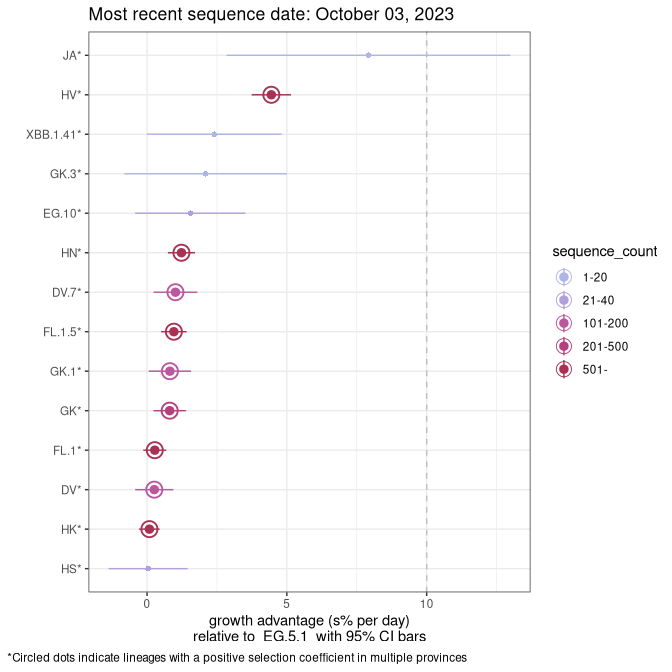 Most recent sequence date: October 03, 2023
JA*
HV*
XBB.1.41*
GK.3*
EG.10*
HN*
DV.7*
FL.1.5*
GK.1*
GK*
FL.1*
DV*
HK*
HS*
0 5 10
growth advantage (s% per day)
relative to EG.5.1 with 95% CI bars
sequence_count
1-20
21-40
101-200
201-500
501-
*Circled dots indicate lineages with a positive selection coefficient in multiple provinces